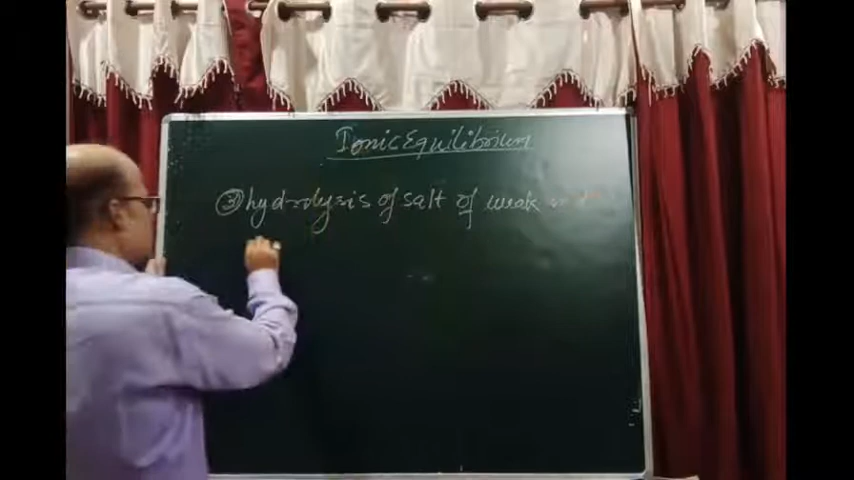 Ionic Equilibrium
③ hydrolysis of salt of weak